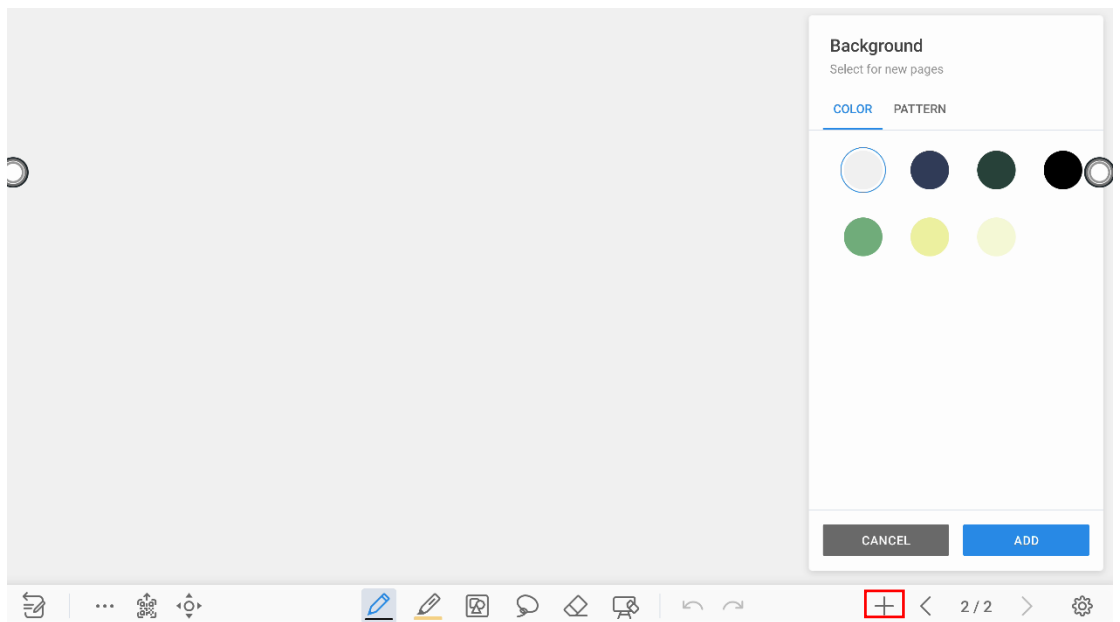 Background
Select for new pages
COLOR PATTERN
CANCEL ADD
2 / 2